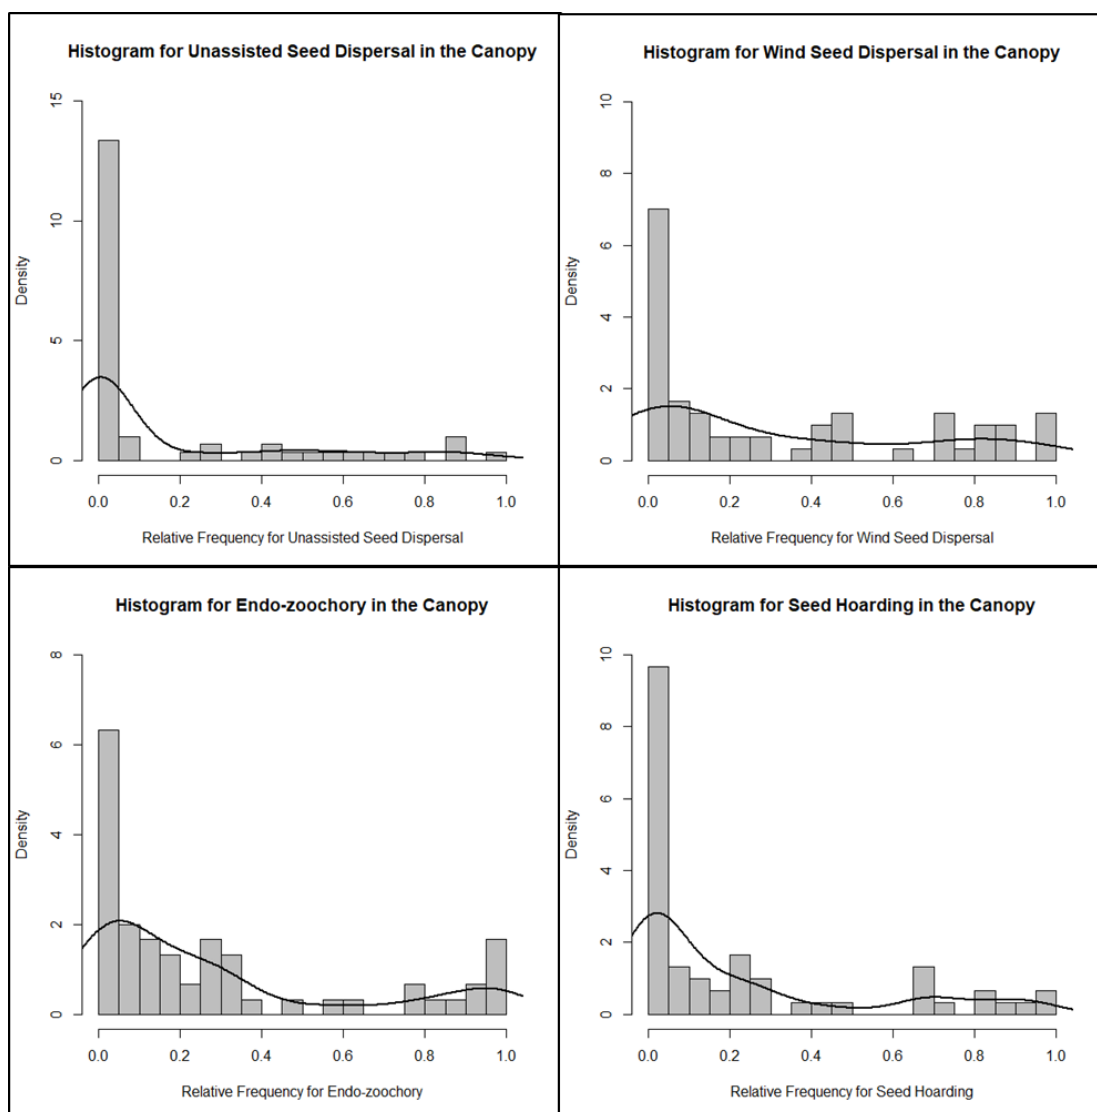 Histogram for Unassisted Seed Dispersal in the Canopy
15
10
5
0
Density
0.0 0.2 0.4 0.6 0.8 1.0
Relative Frequency for Unassisted Seed Dispersal
Histogram for Wind Seed Dispersal in the Canopy
10
8
6
4
2
0
Density
0.0 0.2 0.4 0.6 0.8 1.0
Relative Frequency for Wind Seed Dispersal
Histogram for Endo-zoochory in the Canopy
8
6
4
2
0
Density
0.0 0.2 0.4 0.6 0.8 1.0
Relative Frequency for Endo-zoochory
Histogram for Seed Hoarding in the Canopy
10
8
6
4
2
0
Density
0.0 0.2 0.4 0.6 0.8 1.0
Relative Frequency for Seed Hoarding